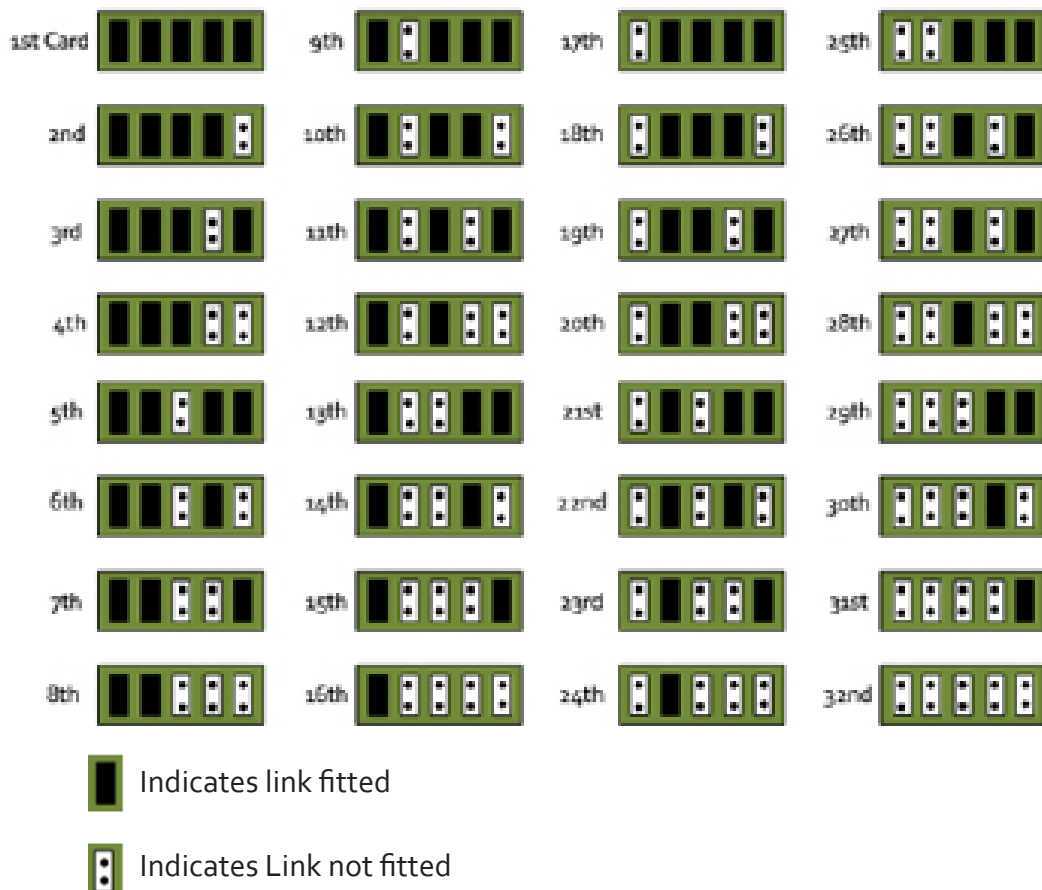 1st Card 9th 17th 25th
2nd 10th 18th 26th
3rd 11th 19th 27th
4th 12th 20th 28th
5th 13th 21st 29th
6th 14th 22nd 30th
7th 15th 23rd 31st
8th 16th 24th 32nd
Indicates link fitted
Indicates Link not fitted